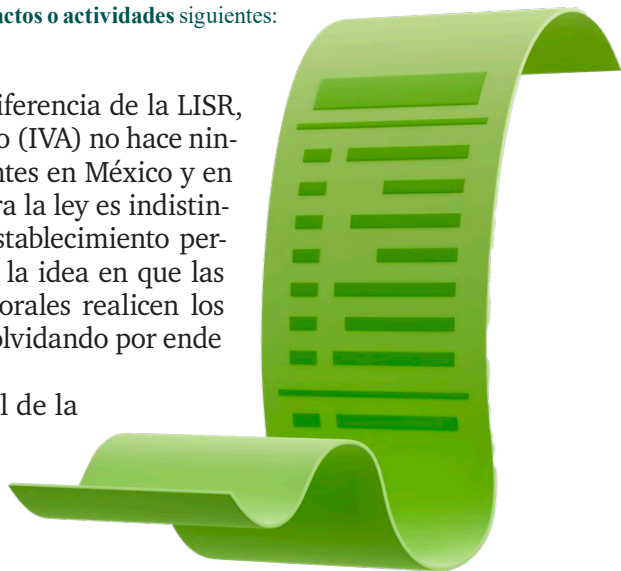 actos o actividades siguientes:
iferencia de la LISR,
o (IVA) no hace nin-
ntes en México y en
ra la ley es indistin-
stablecimiento per-
la idea en que las
orales realicen los
olvidando por ende
l de la